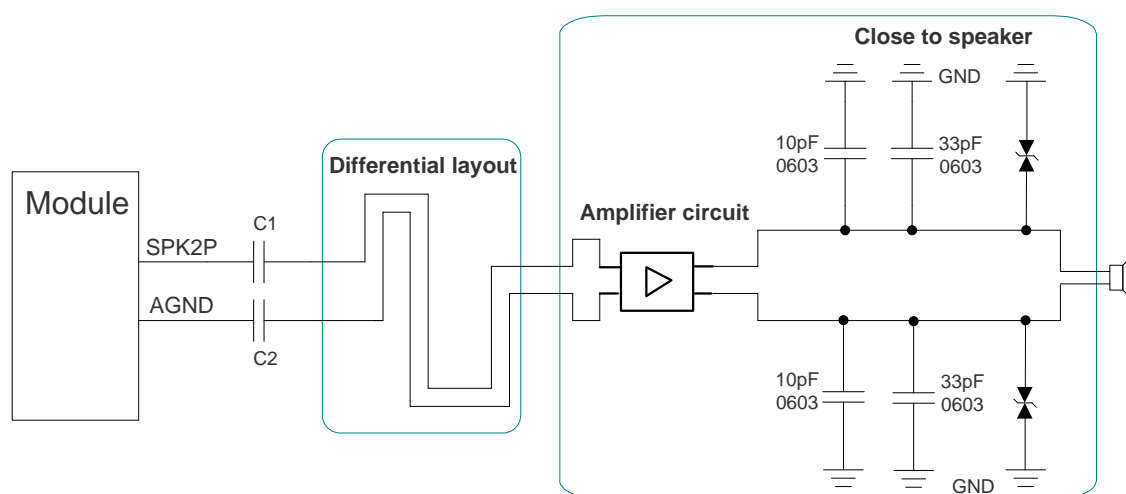 Close to speaker
GND
10pF
0603
33pF
0603
Differential layout
Module
Amplifier circuit
C1
SPK2P
AGND
C2
10pF
0603
33pF
0603
GND